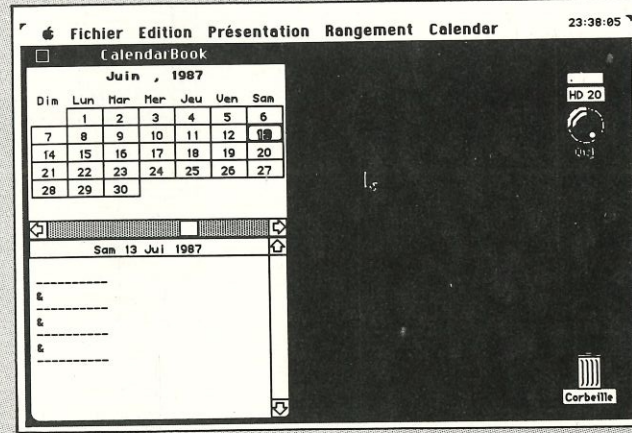 Fichier Edition Présentation Rangement Calendar 23:38:05
CalendarBook
Juin , 1987
Dim Lun Mar Mer Jeu Ven Sam
1 2 3 4 5 6
7 8 9 10 11 12 13
14 15 16 17 18 19 20
21 22 23 24 25 26 27
28 29 30
Sam 13 Jui 1987
----------
&
----------
&
----------
&
----------
HD 20
Corbeille